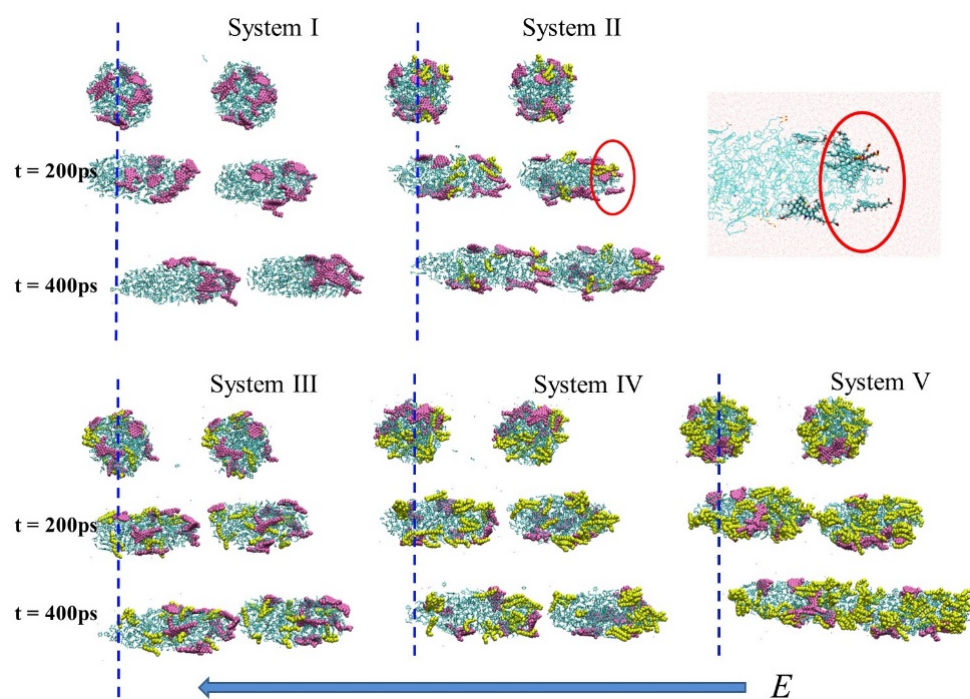 System I
System II
t = 200ps
t = 400ps
System III
System IV
System V
t = 200ps
t = 400ps
E